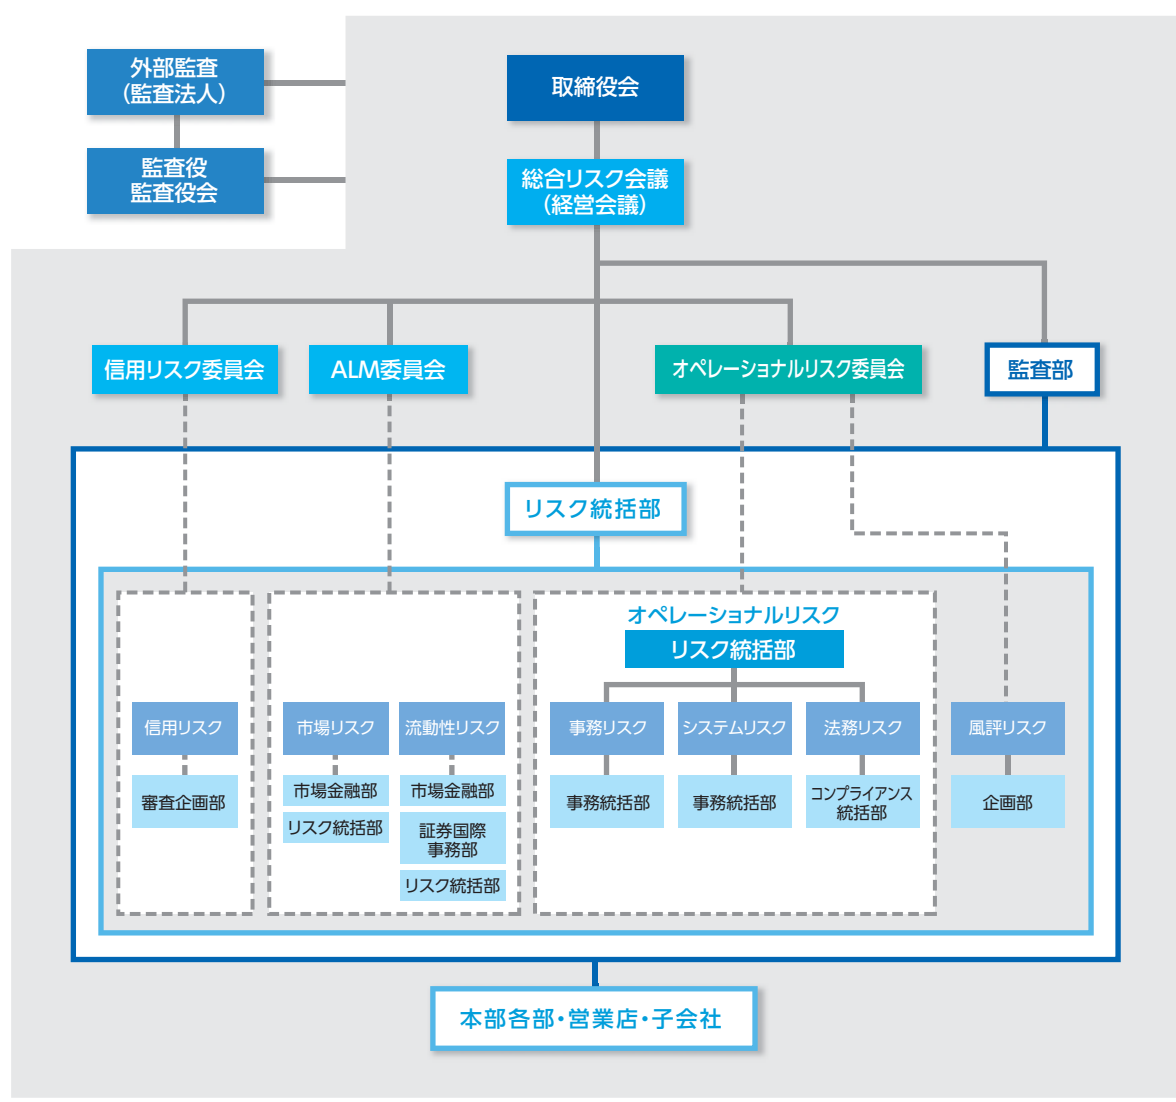 外部監査
(監査法人)
監査役
監査役会
取締役会
総合リスク会議
(経営会議)
信用リスク委員会
ALM委員会
オペレーショナルリスク委員会
監査部
リスク統括部
オペレーショナルリスク
リスク統括部
信用リスク
市場リスク
流動性リスク
事務リスク
システムリスク
法務リスク
風評リスク
審査企画部
市場金融部
リスク統括部
市場金融部
証券国際
事務部
リスク統括部
事務統括部
事務統括部
コンプライアンス
統括部
企画部
本部各部・営業店・子会社